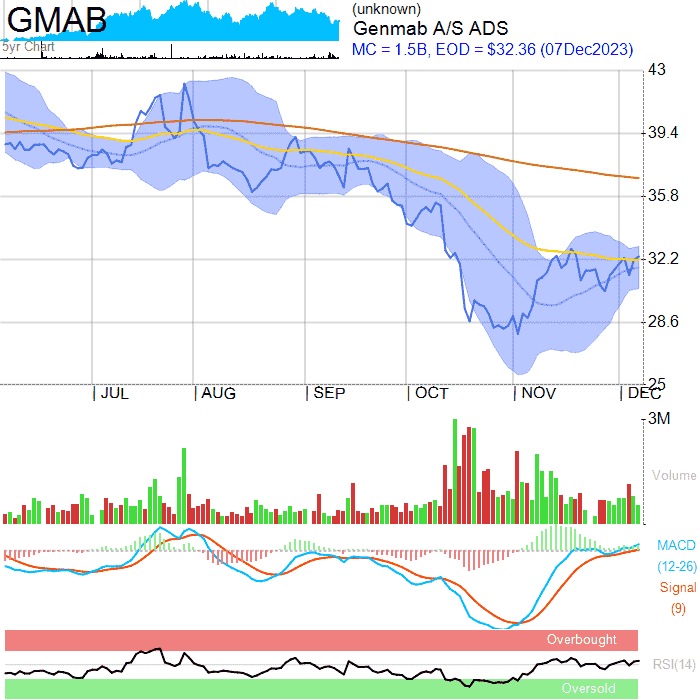 GMAB
5yr Chart
(unknown)
Genmab A/S ADS
MC = 1.5B, EOD = $32.36 (07Dec2023)
43
39.4
35.8
32.2
28.6
25
JUL AUG SEP OCT NOV DEC
3M
Volume
MACD
(12-26)
Signal
(9)
Overbought
RSI(14)
Oversold